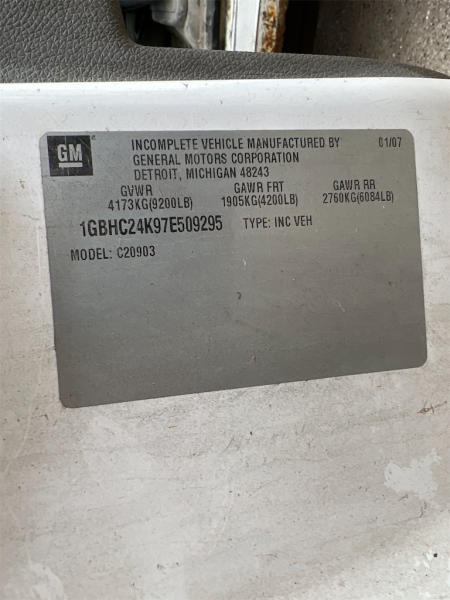 GM
INCOMPLETE VEHICLE MANUFACTURED BY 01/07
GENERAL MOTORS CORPORATION
DETROIT, MICHIGAN 48243
GVWR GAWR FRT GAWR RR
4173KG(9200LB) 1905KG(4200LB) 2760KG(6084LB)
1GBHC24K97E509295 TYPE: INC VEH
MODEL: C20903